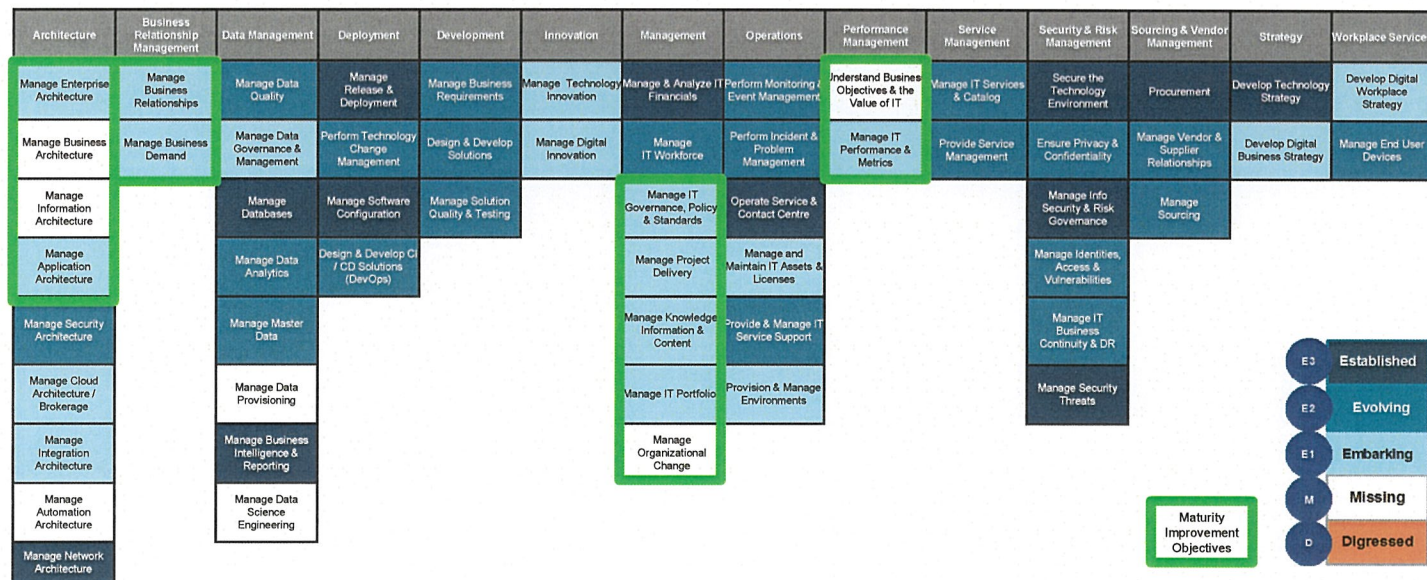 Architecture
Business
Relationship
Management
Data Management
Deployment
Development
Innovation
Management
Operations
Performance
Management
Service
Management
Security & Risk
Management
Sourcing & Vendor
Management
Strategy
Workplace Service
Manage Enterprise
Architecture
Manage
Business
Relationships
Manage Data
Quality
Manage
Release &
Deployment
Manage Business
Requirements
Manage Technology
Innovation
Manage & Analyze IT
Financials
Perform Monitoring &
Event Management
Understand Busines
Objectives & the
Value of IT
Manage IT Services
& Catalog
Secure the
Technology
Environment
Procurement
Develop Technology
Strategy
Develop Digital
Workplace
Strategy
Manage Business
Architecture
Manage Business
Demand
Manage Data
Governance &
Management
Perform Technology
Change
Management
Design & Develop
Solutions
Manage Digital
Innovation
Manage
IT Workforce
Perform Incident &
Problem
Management
Manage IT
Performance &
Metrics
Provide Service
Management
Ensure Privacy &
Confidentiality
Manage Vendor &
Supplier
Relationships
Develop Digital
Business Strategy
Manage End User
Devices
Manage
Information
Architecture
Manage
Databases
Manage Software
Configuration
Manage Solution
Quality & Testing
Manage IT
Governance, Policy
& Standards
Operate Service &
Contact Centre
Manage Info
Security & Risk
Governance
Manage
Sourcing
Manage
Application
Architecture
Manage Data
Analytics
Design & Develop CI
/ CD Solutions
(DevOps)
Manage Project
Delivery
Manage and
Maintain IT Assets &
Licenses
Manage Identities,
Access &
Vulnerabilities
Manage Security
Architecture
Manage Master
Data
Manage Knowledge
Information &
Content
Provide & Manage IT
Service Support
Manage IT
Business
Continuity & DR
Manage Cloud
Architecture /
Brokerage
Manage Data
Provisioning
Manage IT Portfolio
Provision & Manage
Environments
Manage Security
Threats
Manage
Integration
Architecture
Manage Business
Intelligence &
Reporting
Manage
Organizational
Change
Manage
Automation
Architecture
Manage Data
Science
Engineering
Manage Network
Architecture
Maturity
Improvement
Objectives
E3 Established
E2 Evolving
E1 Embarking
M Missing
D Digressed